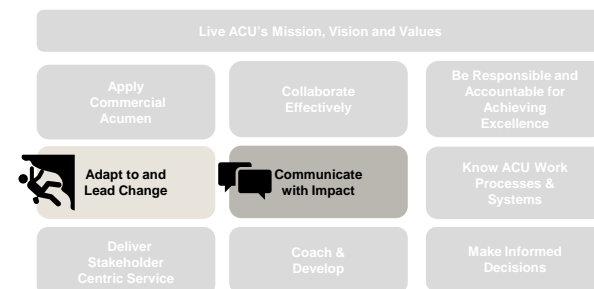 Live ACU's Mission, Vision and Values
Apply
Commercial
Acumen
Collaborate
Effectively
Be Responsible and
Accountable for
Achieving
Excellence
Adapt to and
Lead Change
Communicate
with Impact
Know ACU Work
Processes &
Systems
Deliver
Stakeholder
Centric Service
Coach &
Develop
Make Informed
Decisions